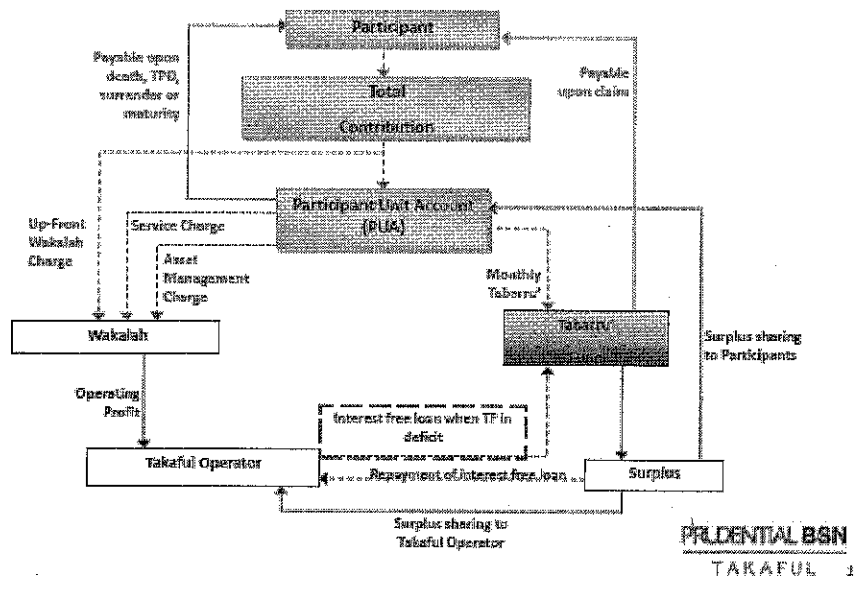 Participant
Payable upon
death, TPD,
surrender or
maturity
Payable
upon claim
Total
Contribution
Participant Unit Account
(PUA)
Up-Front
Wakalah
Charge
Service Charge
Asset
Management
Charge
Monthly
Tabarru'
Wakalah
Tabarru
Surplus sharing
to Participants
Operating
Profit
Interest free loan when TF in
deficit
Takaful Operator
Repayment of interest free loan
Surplus
Surplus sharing to
Takaful Operator
PRUDENTIAL BSN
TAKAFUL 1